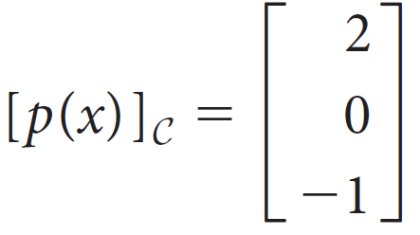 [p(x)]_C = [ 2
0
−1 ]